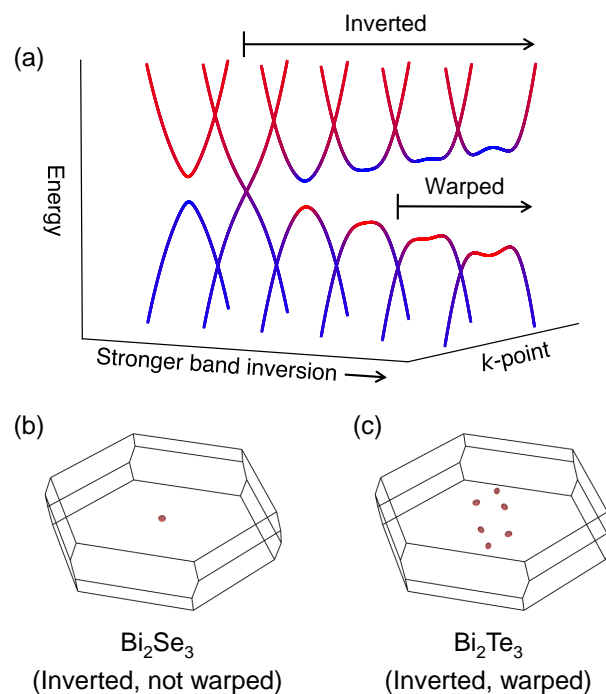 Inverted
(a)
Energy
Warped
Stronger band inversion
k-point
(b)
(c)
Bi₂Se₃
(Inverted, not warped)
Bi₂Te₃
(Inverted, warped)